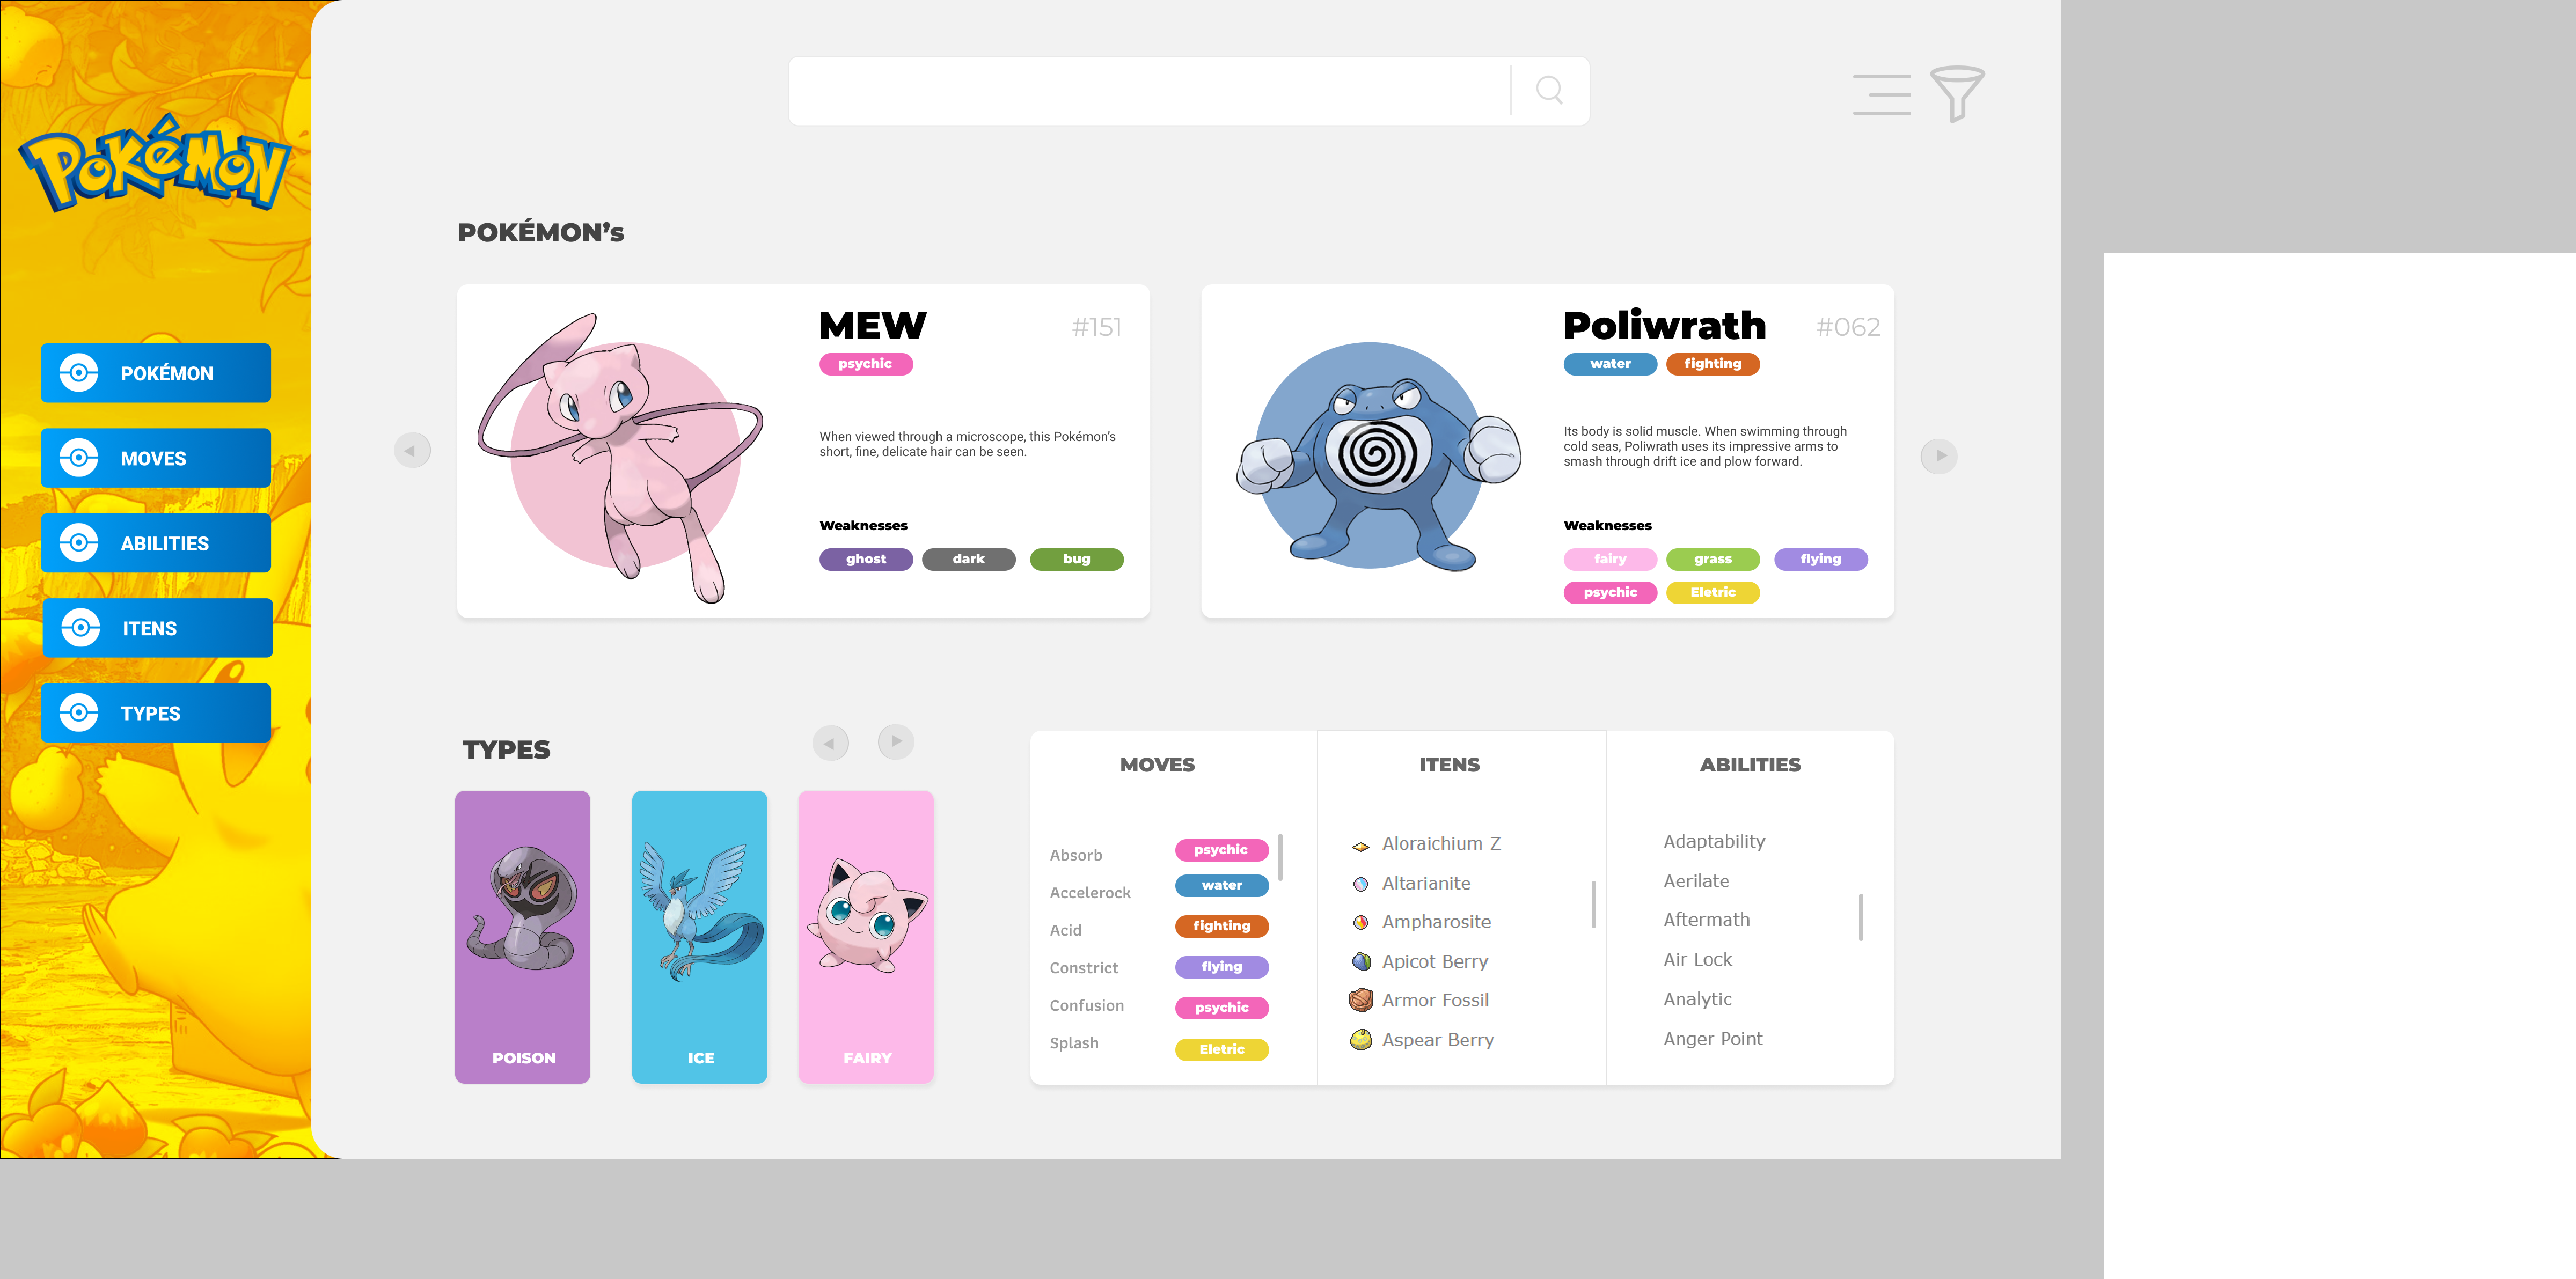 POKÉMON
POKÉMON
MOVES
ABILITIES
ITENS
TYPES
POKÉMON's
MEW
#151
psychic
When viewed through a microscope, this Pokémon's
short, fine, delicate hair can be seen.
Weaknesses
ghost dark bug
Poliwrath
#062
water fighting
Its body is solid muscle. When swimming through
cold seas, Poliwrath uses its impressive arms to
smash through drift ice and plow forward.
Weaknesses
fairy grass flying
psychic Eletric
TYPES
POISON
ICE
FAIRY
MOVES
Absorb psychic
Accelerock water
Acid fighting
Constrict flying
Confusion psychic
Splash Eletric
ITENS
Aloraichium Z
Altarianite
Ampharosite
Apicot Berry
Armor Fossil
Aspear Berry
ABILITIES
Adaptability
Aerilate
Aftermath
Air Lock
Analytic
Anger Point